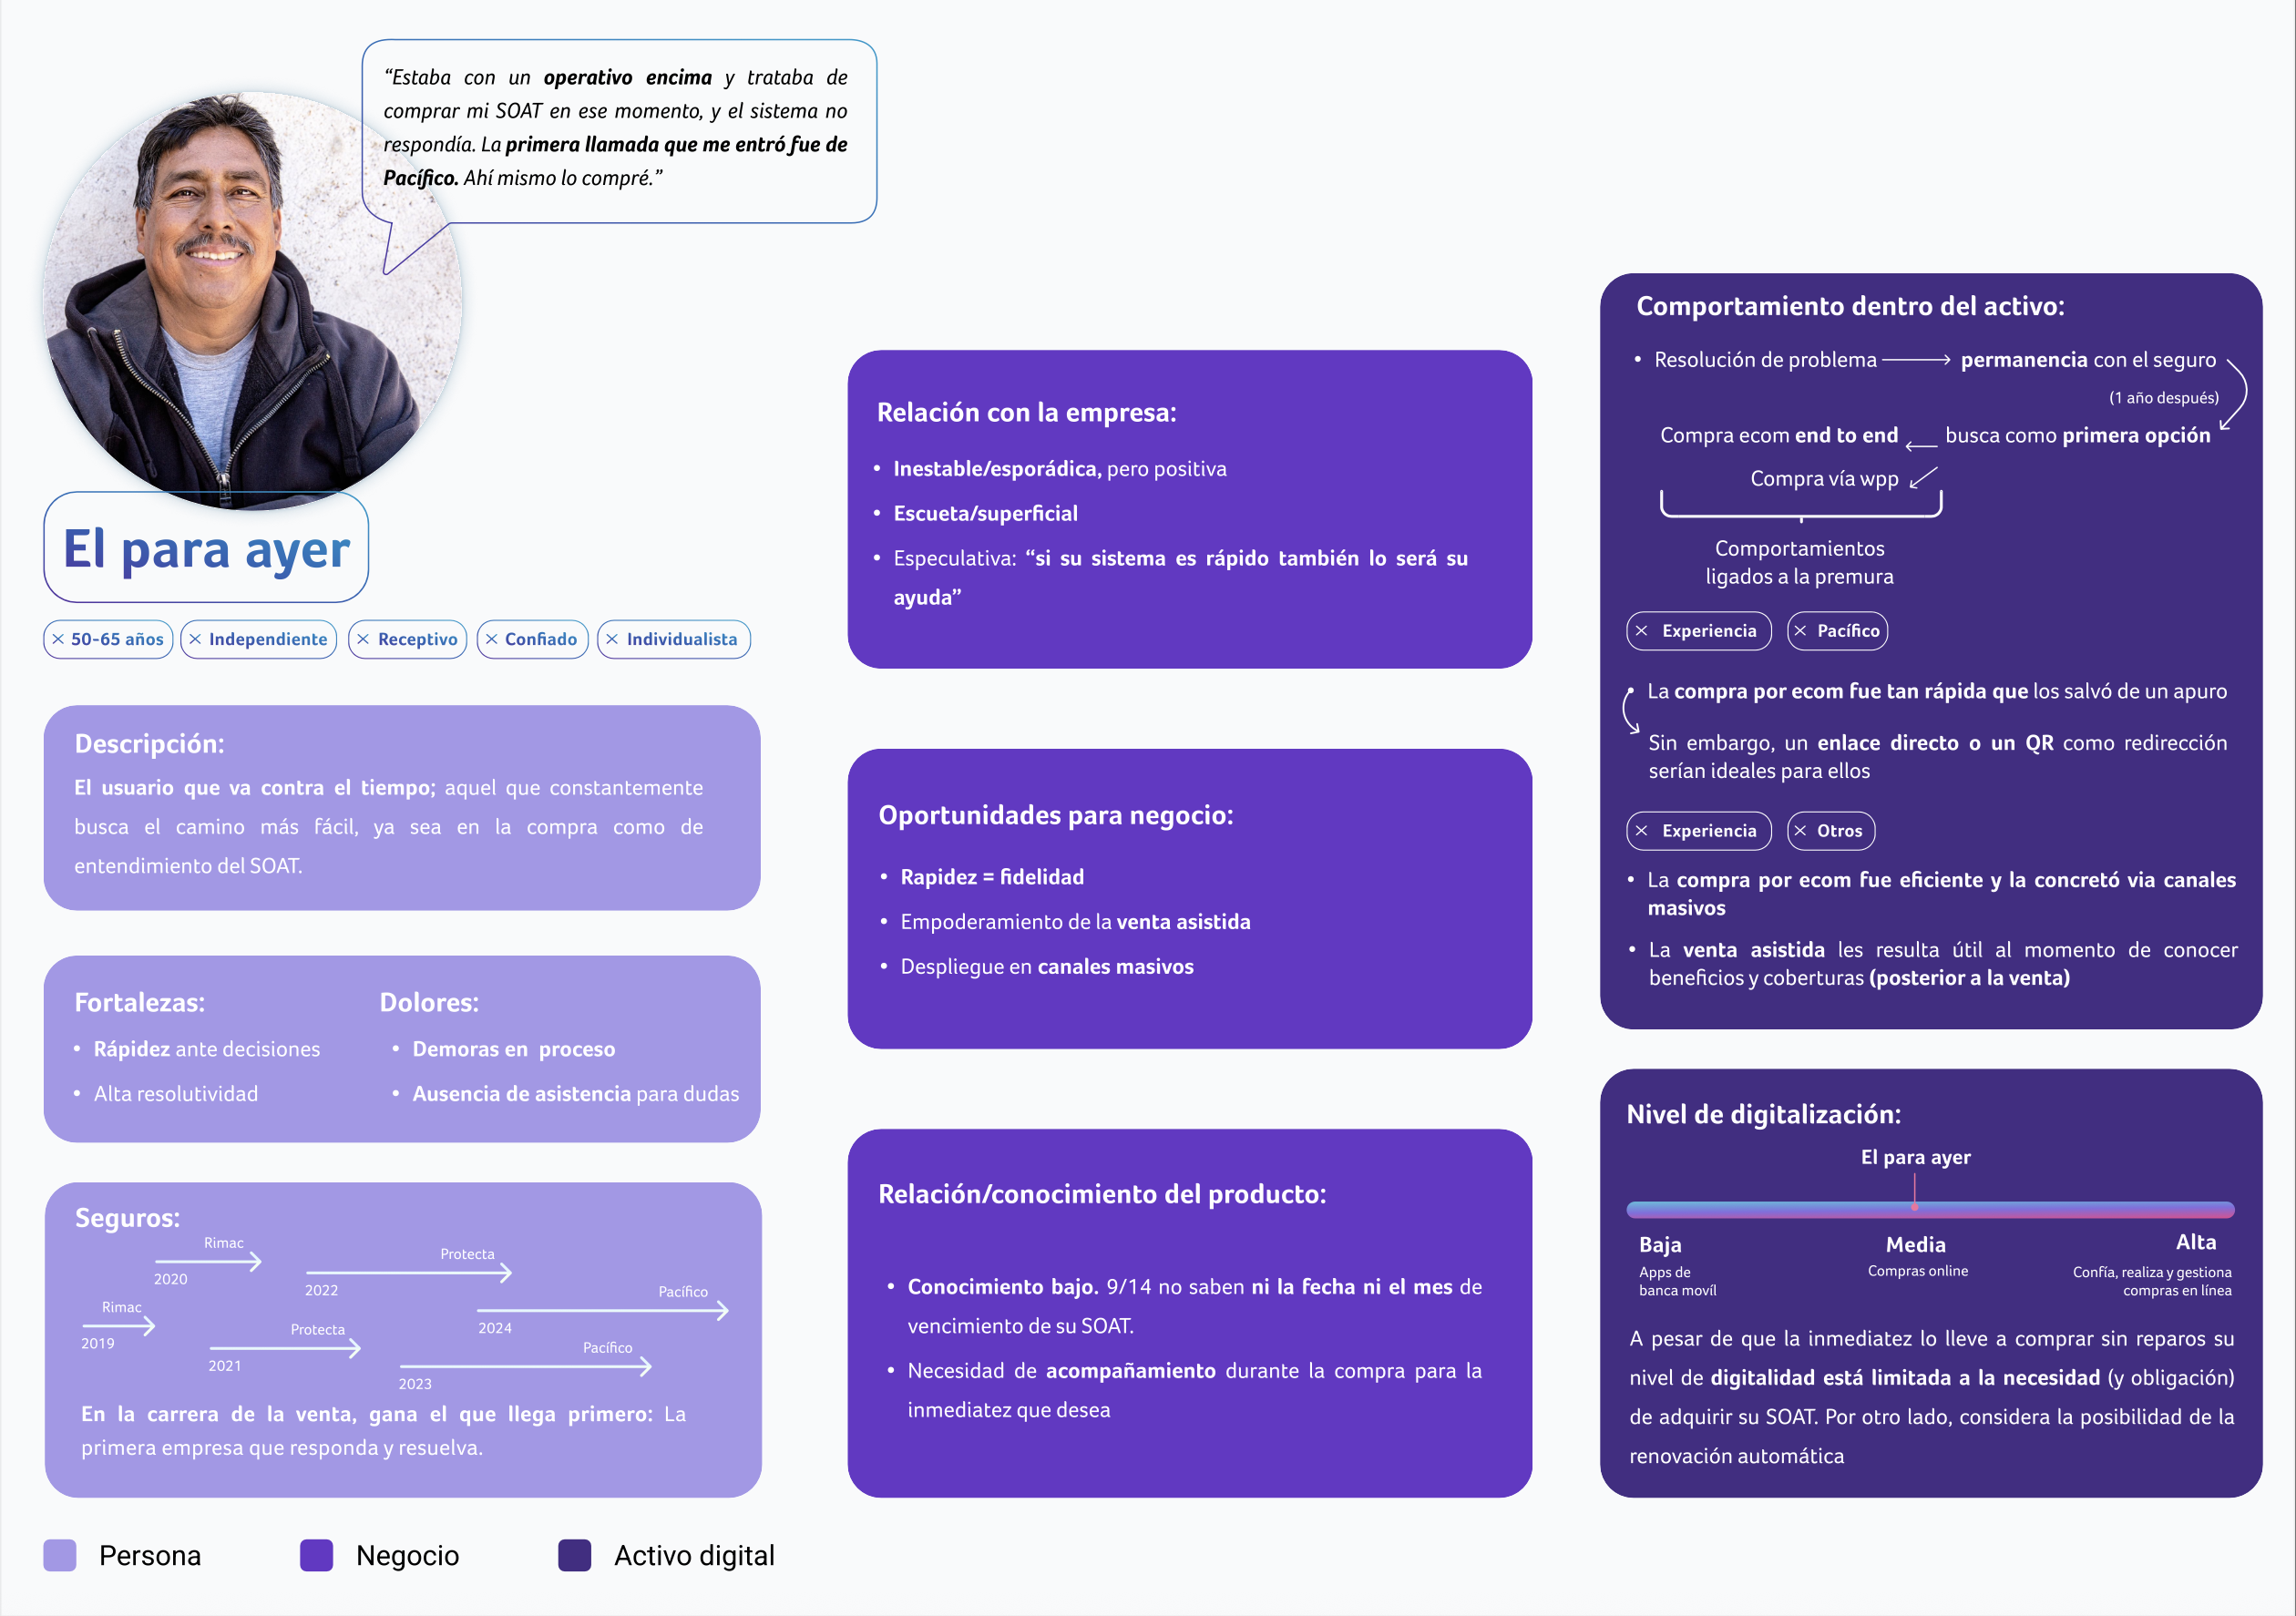 “Estaba con un operativo encima y trataba de
comprar mi SOAT en ese momento, y el sistema no
respondía. La primera llamada que me entró fue de
Pacífico. Ahí mismo lo compré.”
El para ayer
× 50-65 años
× Independiente
× Receptivo
× Confiado
× Individualista
Descripción:
El usuario que va contra el tiempo; aquel que constantemente
busca el camino más fácil, ya sea en la compra como de
entendimiento del SOAT.
Fortalezas:
• Rápidez ante decisiones
• Alta resolutividad
Dolores:
• Demoras en proceso
• Ausencia de asistencia para dudas
Seguros:
Rimac
2019
Rimac
2020
Protecta
2021
Protecta
2022
Pacífico
2023
Pacífico
2024
En la carrera de la venta, gana el que llega primero: La
primera empresa que responda y resuelva.
Relación con la empresa:
• Inestable/esporádica, pero positiva
• Escueta/superficial
• Especulativa: “si su sistema es rápido también lo será su
ayuda”
Oportunidades para negocio:
• Rapidez = fidelidad
• Empoderamiento de la venta asistida
• Despliegue en canales masivos
Relación/conocimiento del producto:
• Conocimiento bajo. 9/14 no saben ni la fecha ni el mes de
vencimiento de su SOAT.
• Necesidad de acompañamiento durante la compra para la
inmediatez que desea
Comportamiento dentro del activo:
• Resolución de problema → permanencia con el seguro
(1 año después)
Compra ecom end to end ← busca como primera opción
Compra vía wpp
Comportamientos
ligados a la premura
× Experiencia
× Pacífico
• La compra por ecom fue tan rápida que los salvó de un apuro
Sin embargo, un enlace directo o un QR como redirección
serían ideales para ellos
× Experiencia
× Otros
• La compra por ecom fue eficiente y la concretó via canales
masivos
• La venta asistida les resulta útil al momento de conocer
beneficios y coberturas (posterior a la venta)
Nivel de digitalización:
El para ayer
Baja
Apps de
banca movíl
Media
Compras online
Alta
Confía, realiza y gestiona
compras en línea
A pesar de que la inmediatez lo lleve a comprar sin reparos su
nivel de digitalidad está limitada a la necesidad (y obligación)
de adquirir su SOAT. Por otro lado, considera la posibilidad de la
renovación automática
Persona
Negocio
Activo digital